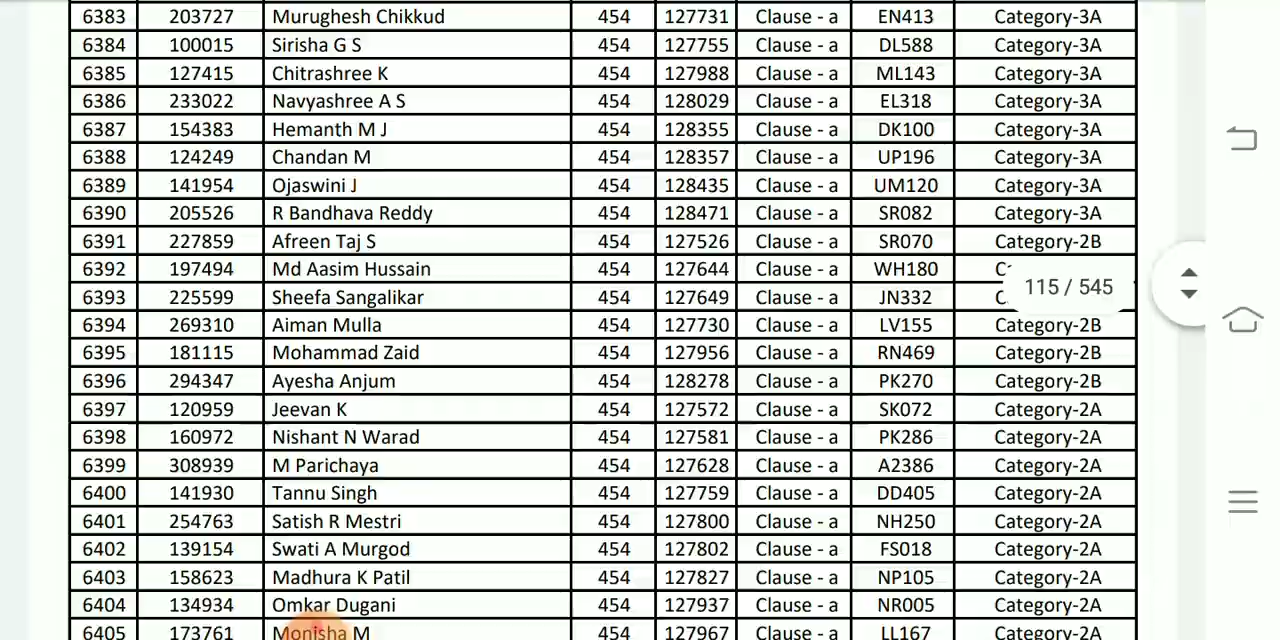 6383 203727 Murughesh Chikkud 454 127731 Clause - a EN413 Category-3A
6384 100015 Sirisha G S 454 127755 Clause - a DL588 Category-3A
6385 127415 Chitrashree K 454 127988 Clause - a ML143 Category-3A
6386 233022 Navyashree A S 454 128029 Clause - a EL318 Category-3A
6387 154383 Hemanth M J 454 128355 Clause - a DK100 Category-3A
6388 124249 Chandan M 454 128357 Clause - a UP196 Category-3A
6389 141954 Ojaswini J 454 128435 Clause - a UM120 Category-3A
6390 205526 R Bandhava Reddy 454 128471 Clause - a SR082 Category-3A
6391 227859 Afreen Taj S 454 127526 Clause - a SR070 Category-2B
6392 197494 Md Aasim Hussain 454 127644 Clause - a WH180
115 / 545
6393 225599 Sheefa Sangalikar 454 127649 Clause - a JN332
6394 269310 Aiman Mulla 454 127730 Clause - a LV155 Category-2B
6395 181115 Mohammad Zaid 454 127956 Clause - a RN469 Category-2B
6396 294347 Ayesha Anjum 454 128278 Clause - a PK270 Category-2B
6397 120959 Jeevan K 454 127572 Clause - a SK072 Category-2A
6398 160972 Nishant N Warad 454 127581 Clause - a PK286 Category-2A
6399 308939 M Parichaya 454 127628 Clause - a A2386 Category-2A
6400 141930 Tannu Singh 454 127759 Clause - a DD405 Category-2A
6401 254763 Satish R Mestri 454 127800 Clause - a NH250 Category-2A
6402 139154 Swati A Murgod 454 127802 Clause - a FS018 Category-2A
6403 158623 Madhura K Patil 454 127827 Clause - a NP105 Category-2A
6404 134934 Omkar Dugani 454 127937 Clause - a NR005 Category-2A
6405 173761 Monisha M 454 127967 Clause - a LL167 Category-2A